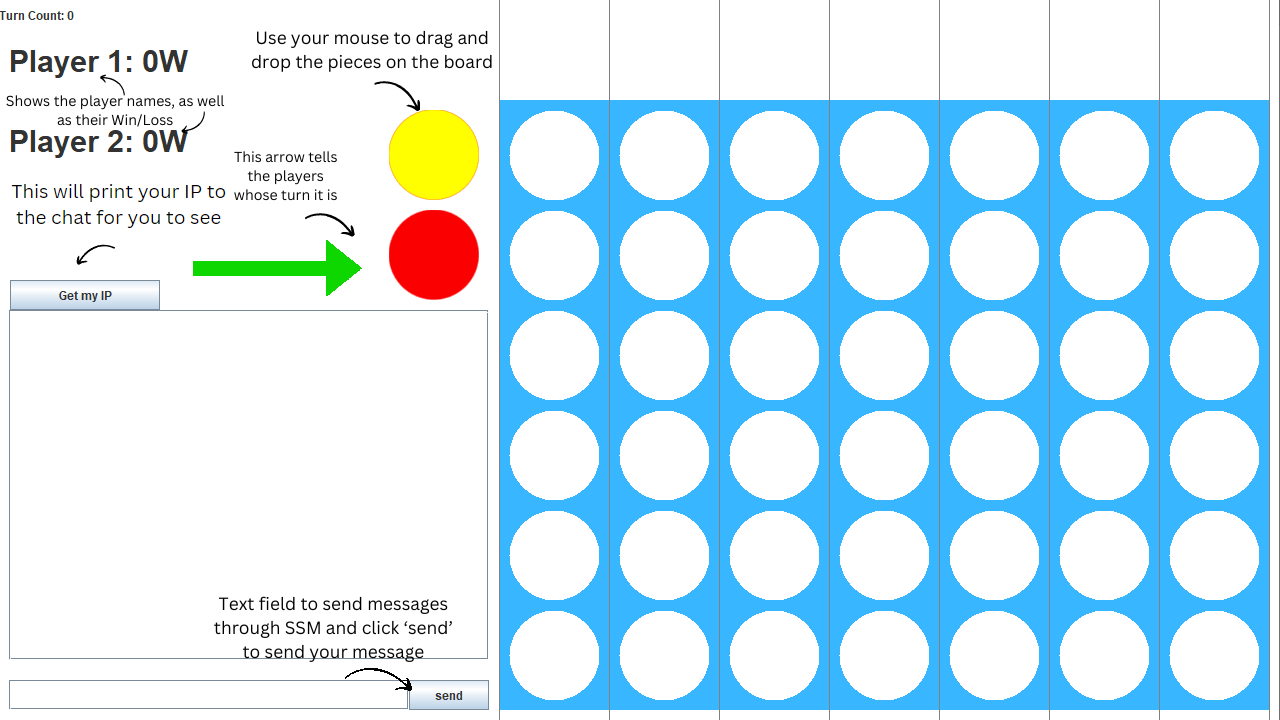 Turn Count: 0
Use your mouse to drag and
drop the pieces on the board
Player 1: 0W
Shows the player names, as well
as their Win/Loss
Player 2: 0W
This arrow tells
the players
whose turn it is
This will print your IP to
the chat for you to see
Get my IP
Text field to send messages
through SSM and click ‘send’
to send your message
send